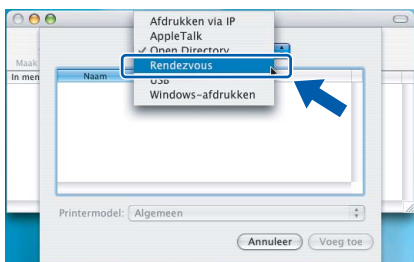 Afdrukken via IP
AppleTalk
✓ Open Directory
Rendezvous
USB
Windows-afdrukken
Maak
In men
Naam
Printermodel: Algemeen
Annuleer
Voeg toe